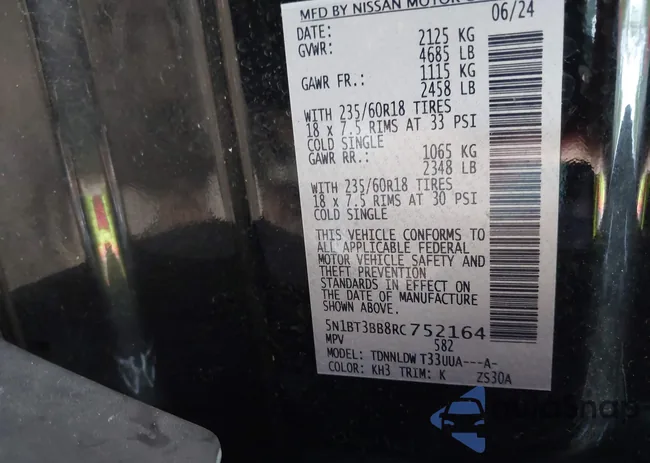 MFD BY NISSAN MOTOR
DATE: 06/24
GVWR: 2125 KG
4685 LB
GAWR FR.: 1115 KG
2458 LB
WITH 235/60R18 TIRES
18 x 7.5 RIMS AT 33 PSI
COLD SINGLE
GAWR RR.: 1065 KG
2348 LB
WITH 235/60R18 TIRES
18 x 7.5 RIMS AT 30 PSI
COLD SINGLE
THIS VEHICLE CONFORMS TO
ALL APPLICABLE FEDERAL
MOTOR VEHICLE SAFETY AND
THEFT PREVENTION
STANDARDS IN EFFECT ON
THE DATE OF MANUFACTURE
SHOWN ABOVE.
5N1BT3BB8RC752164
MPV 582
MODEL: TDNNLDW T33UUA---A-
COLOR: KH3 TRIM: K ZS30A